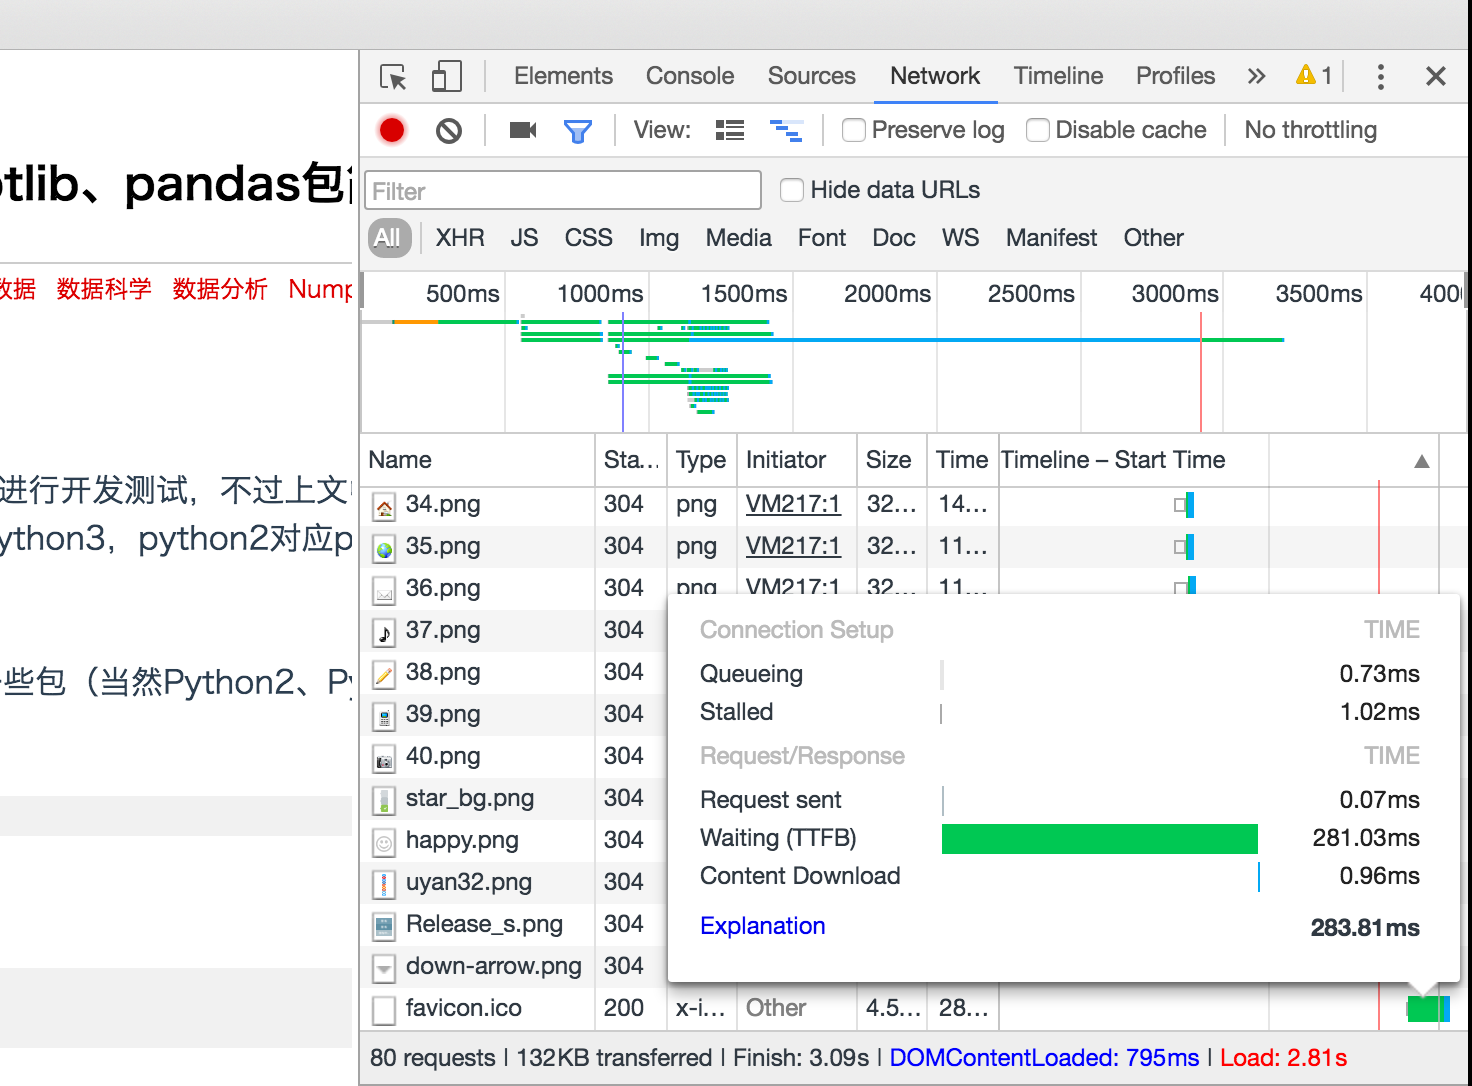 Elements Console Sources Network Timeline Profiles » 1
View: Preserve log Disable cache No throttling
tlib、pandas包
Filter Hide data URLs
All XHR JS CSS Img Media Font Doc WS Manifest Other
数据 数据科学 数据分析 Nump
500ms 1000ms 1500ms 2000ms 2500ms 3000ms 3500ms 400
Name Sta... Type Initiator Size Time Timeline – Start Time
进行开发测试，不过上文
ython3，python2对应p
些包（当然Python2、Py
34.png 304 png VM217:1 32... 14...
35.png 304 png VM217:1 32... 11...
36.png 304 png VM217:1 32... 11...
37.png 304
38.png 304
39.png 304
40.png 304
star_bg.png 304
happy.png 304
uyan32.png 304
Release_s.png 304
down-arrow.png 304
favicon.ico 200 x-i... Other 4.5... 28...
Connection Setup TIME
Queueing 0.73ms
Stalled 1.02ms
Request/Response TIME
Request sent 0.07ms
Waiting (TTFB) 281.03ms
Content Download 0.96ms
Explanation 283.81ms
80 requests | 132KB transferred | Finish: 3.09s | DOMContentLoaded: 795ms | Load: 2.81s